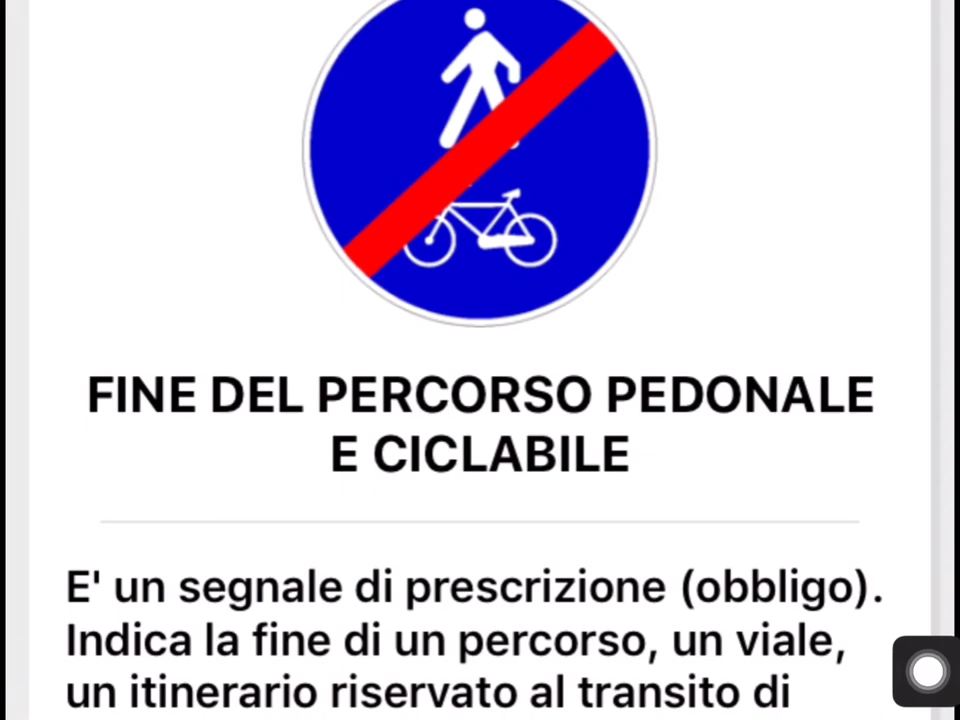 FINE DEL PERCORSO PEDONALE
E CICLABILE
E' un segnale di prescrizione (obbligo).
Indica la fine di un percorso, un viale,
un itinerario riservato al transito di